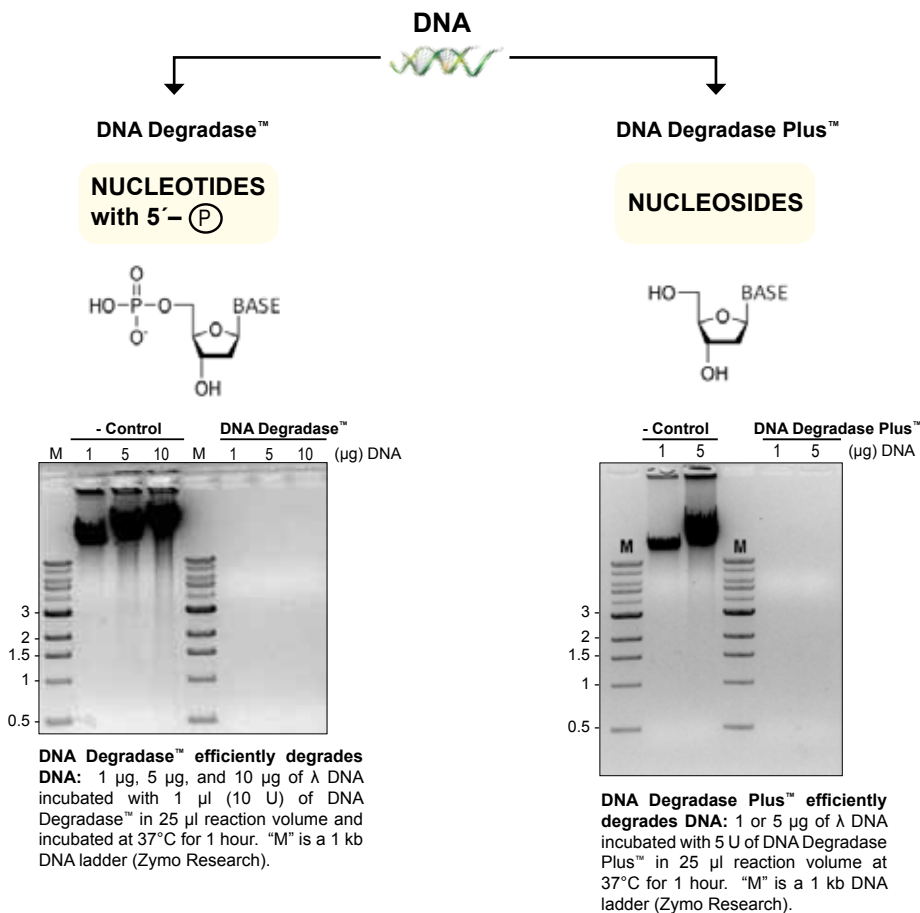 DNA
DNA Degradase™
DNA Degradase Plus™
NUCLEOTIDES
with 5´– P
NUCLEOSIDES
O
HO–P–O
O-
O
BASE
OH
HO
O
BASE
OH
- Control
DNA Degradase™
M 1 5 10 M 1 5 10 (µg) DNA
3
2
1.5
1
0.5
DNA Degradase™ efficiently degrades
DNA: 1 µg, 5 µg, and 10 µg of λ DNA
incubated with 1 µl (10 U) of DNA
Degradase™ in 25 µl reaction volume and
incubated at 37°C for 1 hour. “M” is a 1 kb
DNA ladder (Zymo Research).
- Control
DNA Degradase Plus™
1 5 1 5 (µg) DNA
M M
3
2
1.5
1
0.5
DNA Degradase Plus™ efficiently
degrades DNA: 1 or 5 µg of λ DNA
incubated with 5 U of DNA Degradase
Plus™ in 25 µl reaction volume at
37°C for 1 hour. “M” is a 1 kb DNA
ladder (Zymo Research).